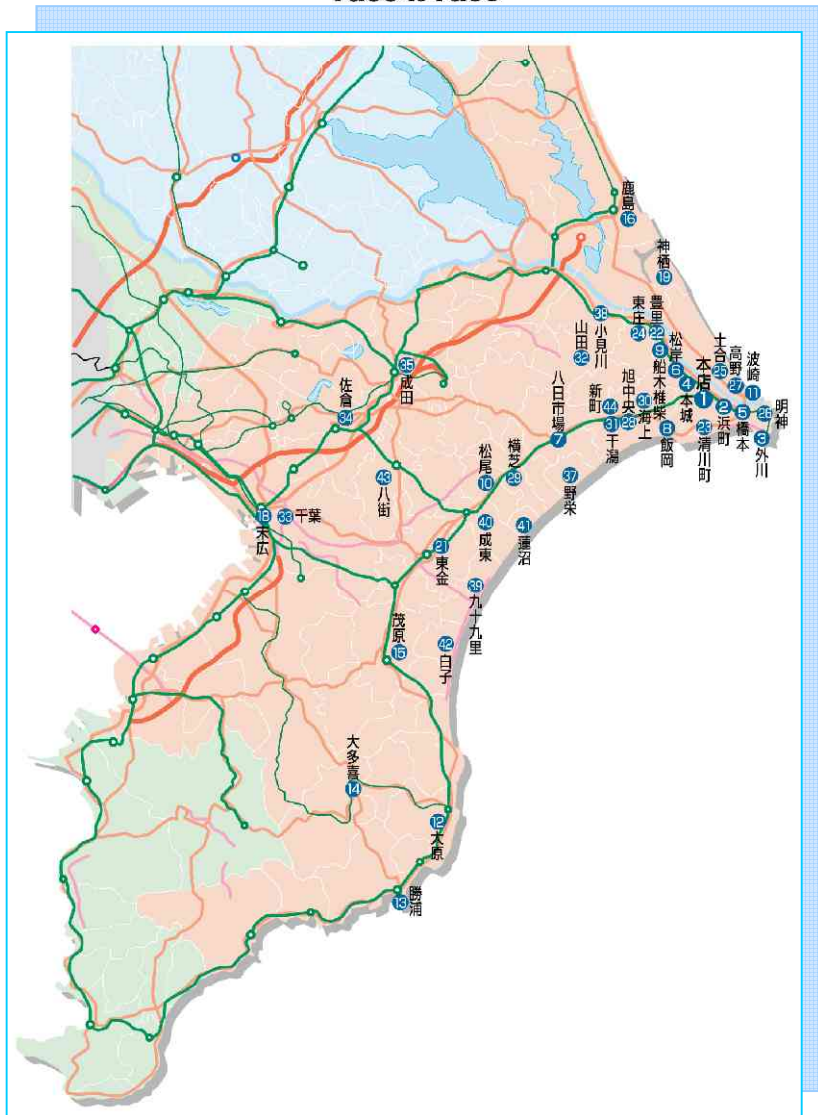 鹿島
16
神栖
19
38
小見川
山田
32
東庄
24
豊里
22
9
船木椎柴
松岸
6
4
本城
本店
1
土合
25
高野
27
波崎
11
2
浜町
5
橋本
26
明神
3
外川
23
清川町
8
飯岡
30
海上
旭中央
28
新町
44
31
干潟
八日市場
7
37
野栄
横芝
29
松尾
10
40
成東
41
蓮沼
35
成田
佐倉
34
43
八街
18
末広
33
千葉
21
東金
39
九十九里
茂原
15
42
白子
大多喜
14
12
大原
13
勝浦